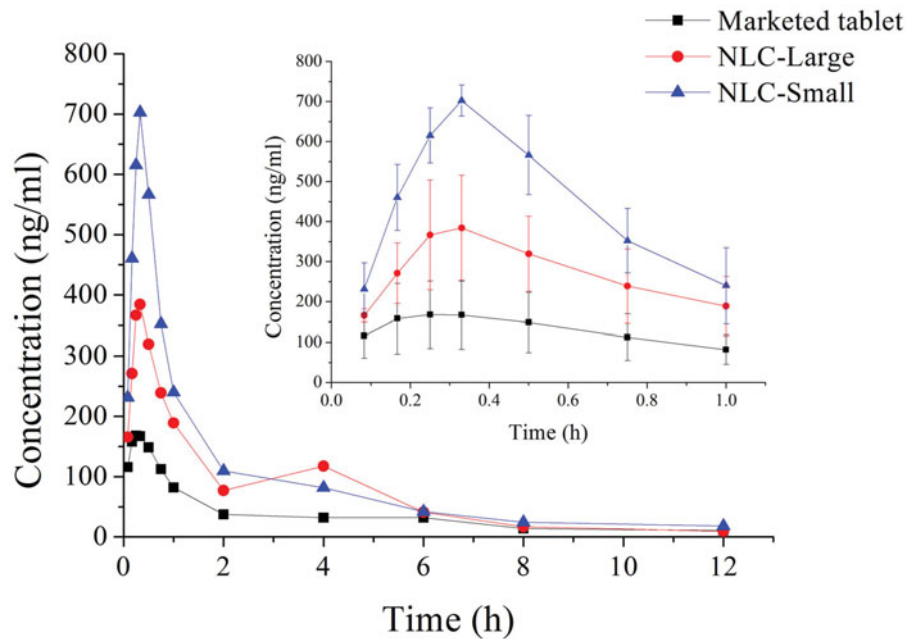 Marketed tablet
NLC-Large
NLC-Small
Concentration (ng/ml)
800
700
600
500
400
300
200
100
0
0 2 4 6 8 10 12
Time (h)
Concentration (ng/ml)
800
700
600
500
400
300
200
100
0
0.0 0.2 0.4 0.6 0.8 1.0
Time (h)